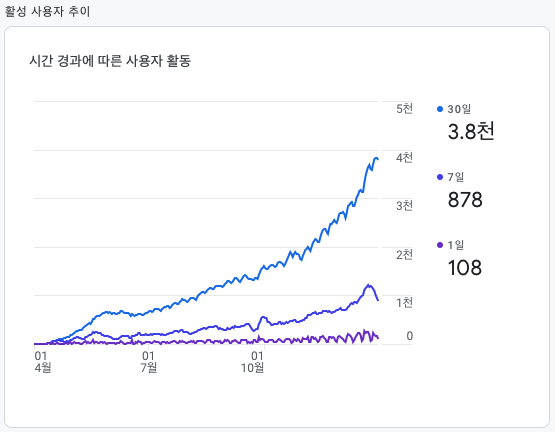 활성 사용자 추이
시간 경과에 따른 사용자 활동
5천
4천
3천
2천
1천
0
01
4월
01
7월
01
10월
30일
3.8천
7일
878
1일
108